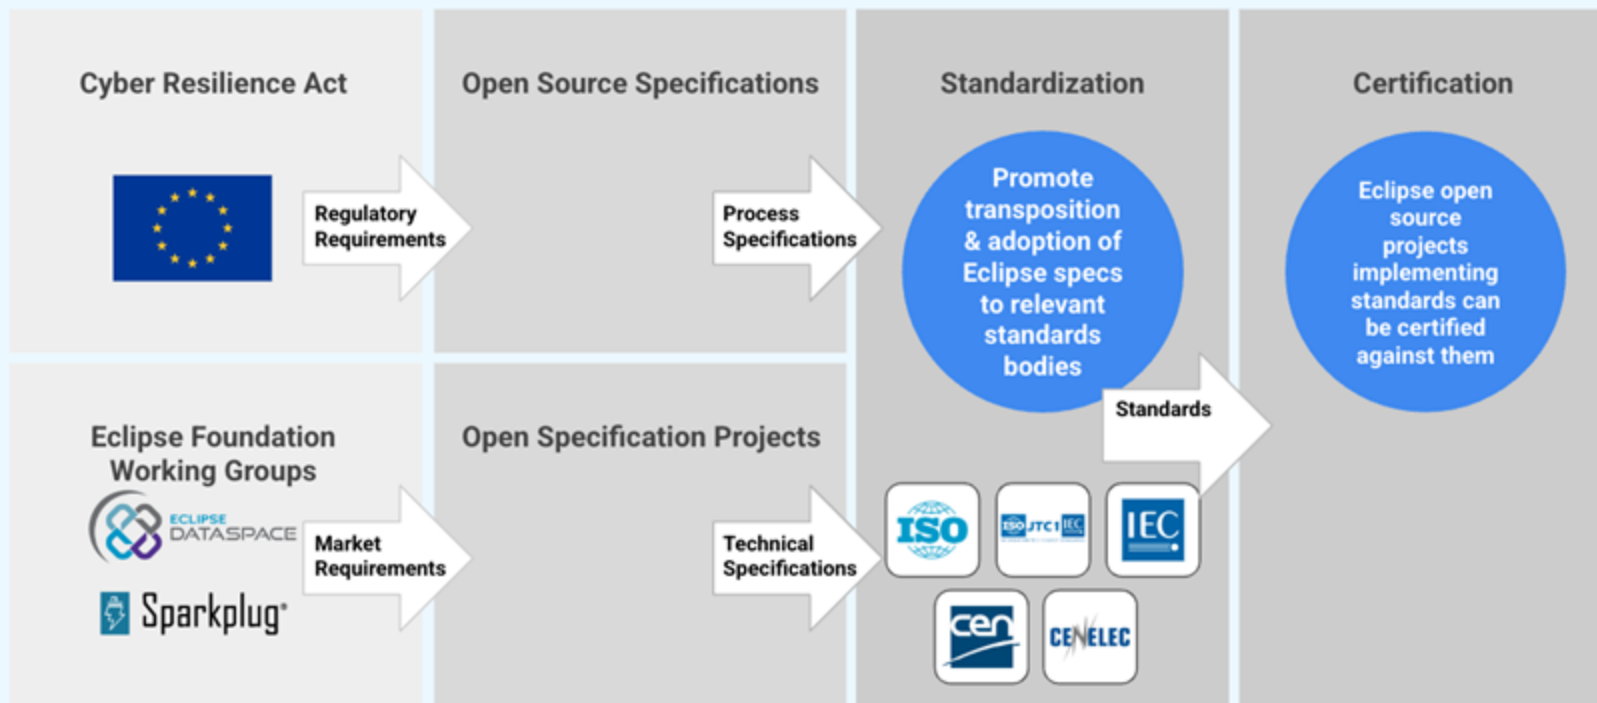 Cyber Resilience Act
Regulatory
Requirements
Open Source Specifications
Process
Specifications
Standardization
Promote
transposition
& adoption of
Eclipse specs
to relevant
standards
bodies
Certification
Eclipse open
source
projects
implementing
standards can
be certified
against them
Standards
Eclipse Foundation
Working Groups
ECLIPSE
DATASPACE
Sparkplug®
Market
Requirements
Open Specification Projects
Technical
Specifications
ISO
ISO JTC1 IEC
IEC
cen
CENELEC